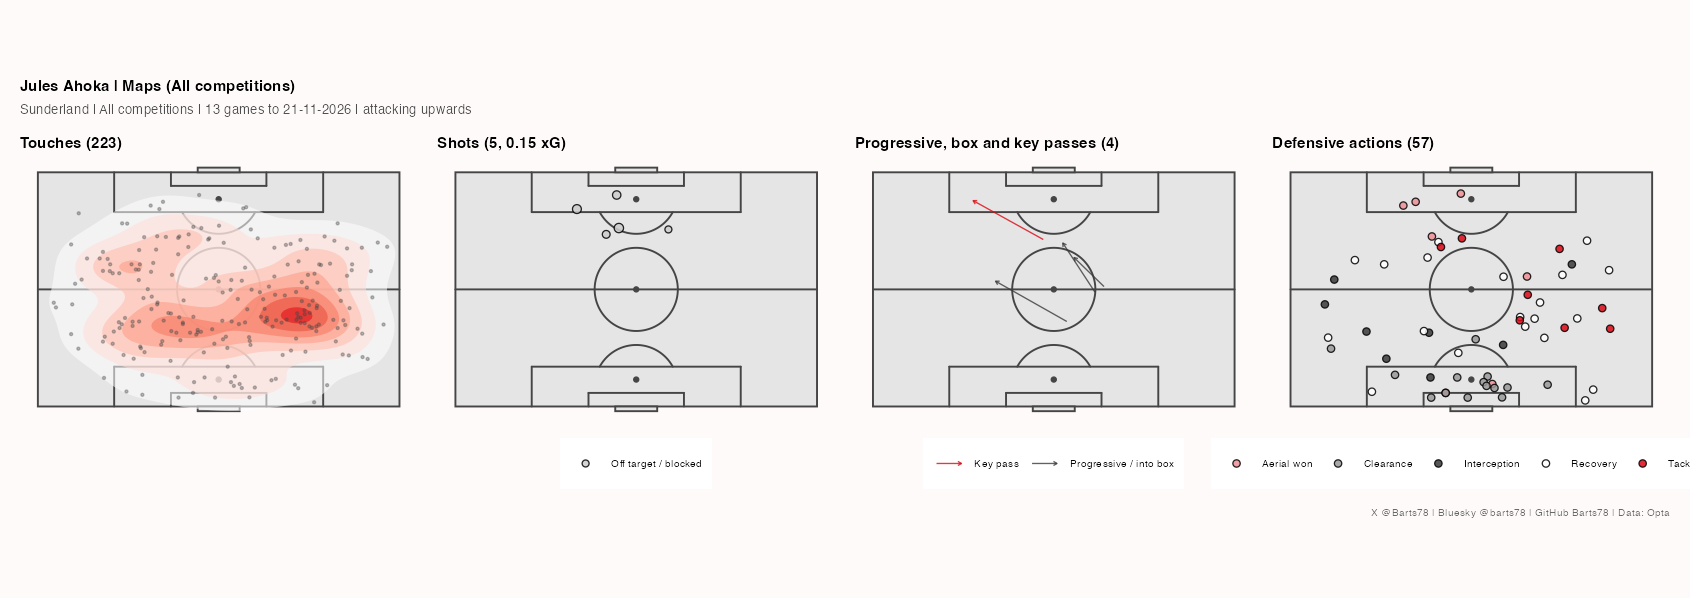 Jules Ahoka | Maps (All competitions)
Sunderland | All competitions | 13 games to 21-11-2026 | attacking upwards
Touches (223)
Shots (5, 0.15 xG)
Progressive, box and key passes (4)
Defensive actions (57)
Off target / blocked
Key pass
Progressive / into box
Aerial won
Clearance
Interception
Recovery
Tack
X @Barts78 | Bluesky @barts78 | GitHub Barts78 | Data: Opta